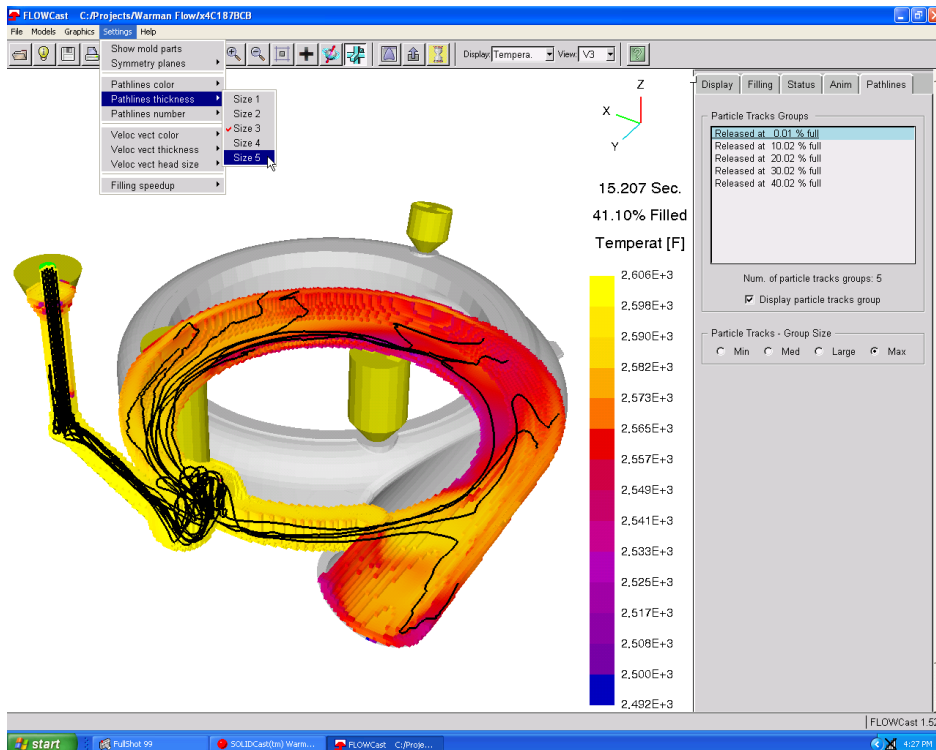 FLOWCast C:/Projects/Warman Flow/x4C187BCB
File Models Graphics Settings Help
Display: Tempera. View: V3
Show mold parts
Symmetry planes
Pathlines color
Pathlines thickness
Pathlines number
Veloc vect color
Veloc vect thickness
Veloc vect head size
Filling speedup
Size 1
Size 2
Size 3
Size 4
Size 5
Z
X
Y
15.207 Sec.
41.10% Filled
Temperat [F]
2,606E+3
2,598E+3
2,590E+3
2,582E+3
2,573E+3
2,565E+3
2,557E+3
2,549E+3
2,541E+3
2,533E+3
2,525E+3
2,517E+3
2,508E+3
2,500E+3
2,492E+3
Display Filling Status Anim Pathlines
Particle Tracks Groups
Released at 0.01 % full
Released at 10.02 % full
Released at 20.02 % full
Released at 30.02 % full
Released at 40.02 % full
Num. of particle tracks groups: 5
Display particle tracks group
Particle Tracks - Group Size
Min Med Large Max
FLOWCast 1.52
start FullShot 99 SOLIDCast(tm) Warm... FLOWCast C:/Proje... 4:27 PM